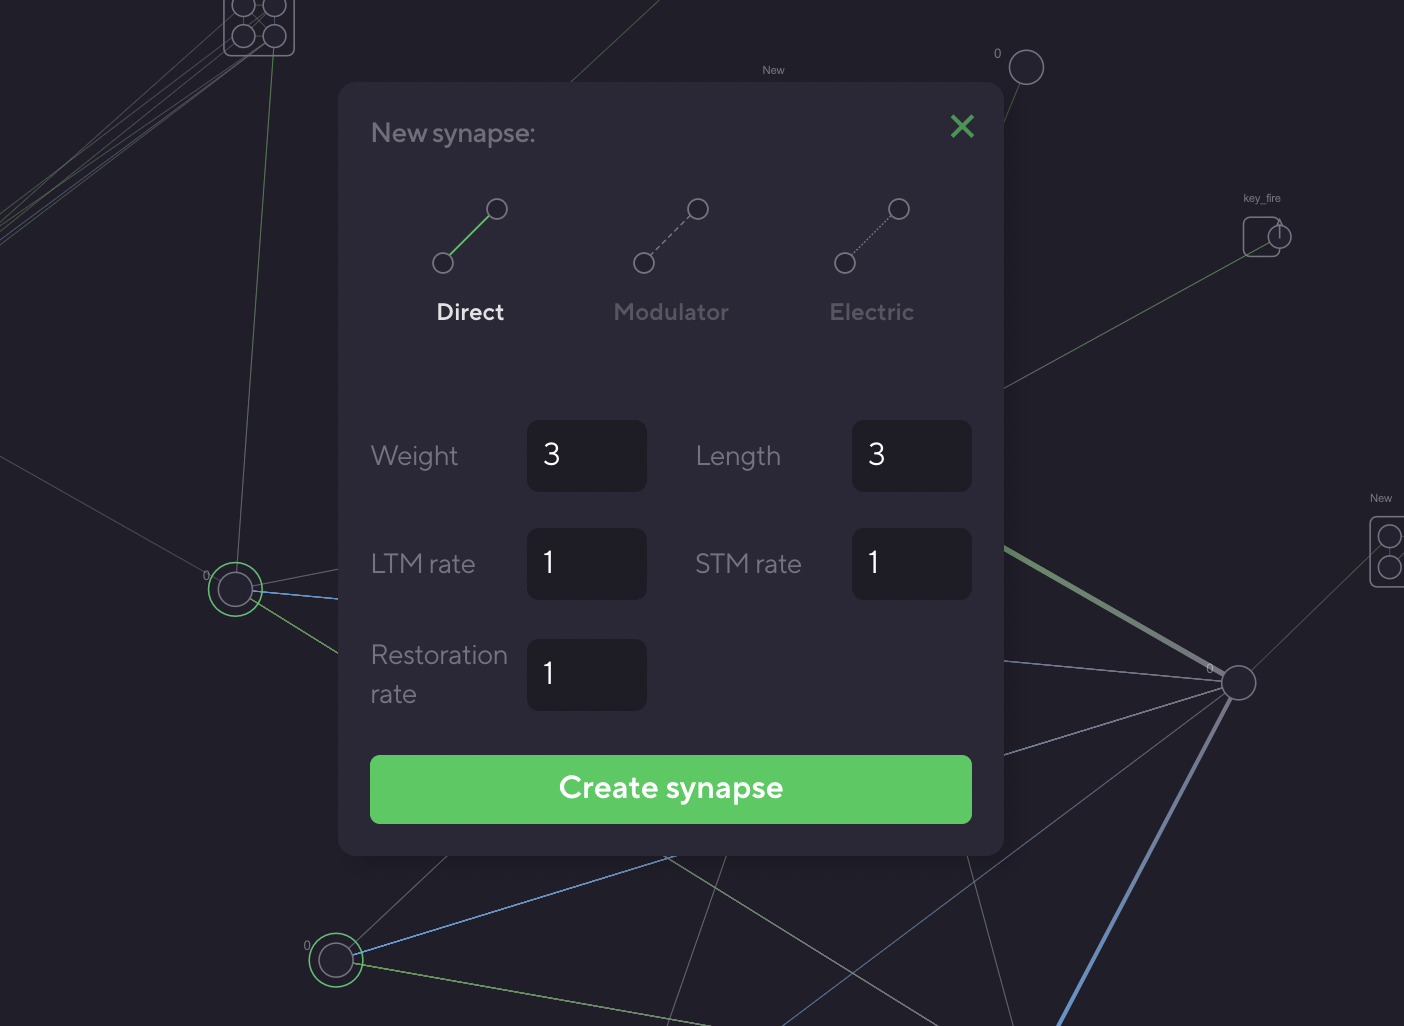 New
0
New synapse:
key_fire
Direct
Modulator
Electric
Weight
3
Length
3
New
LTM rate
1
STM rate
1
0
Restoration
rate
1
0
Create synapse
0